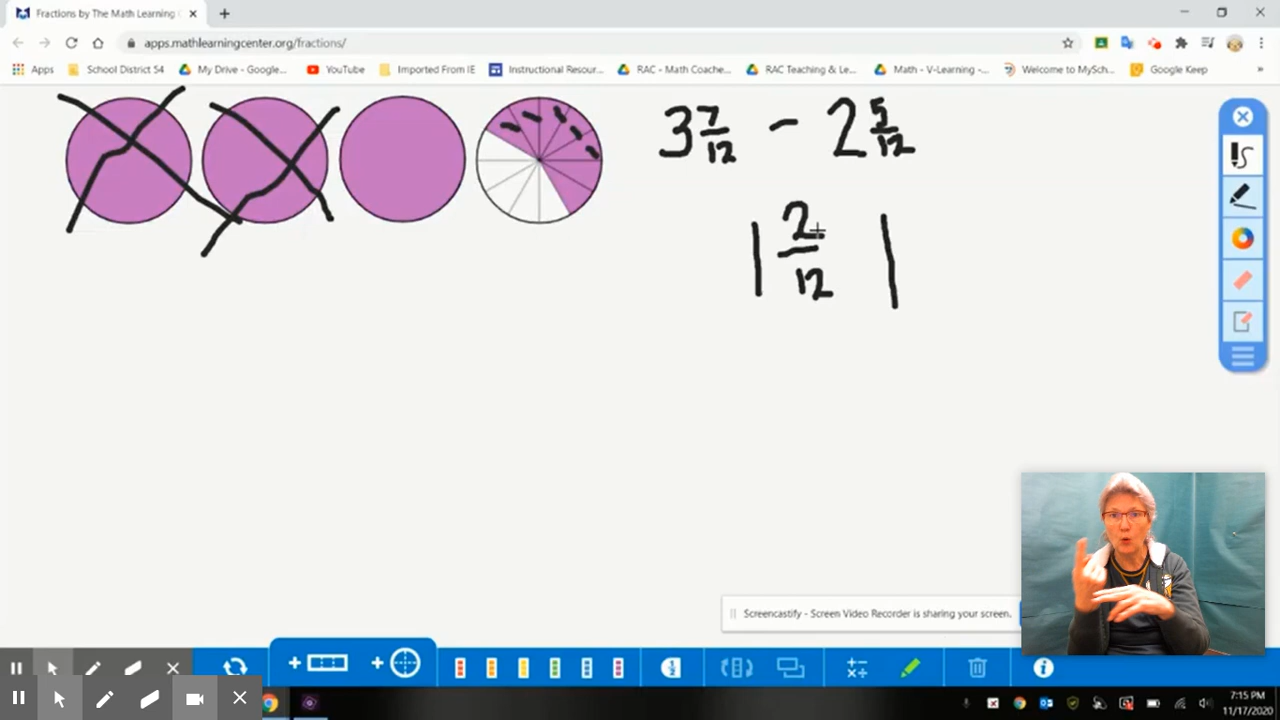 Fractions by The Math Learning C
apps.mathlearningcenter.org/fractions/
Apps School District 54 My Drive - Google... YouTube Imported From IE Instructional Resour... RAC - Math Coache... RAC Teaching & Le... Math - V-Learning -... Welcome to MySch... Google Keep »
3 7/12 - 2 5/12
1 2/12 1
Screencastify - Screen Video Recorder is sharing your screen.
7:15 PM
11/17/2020